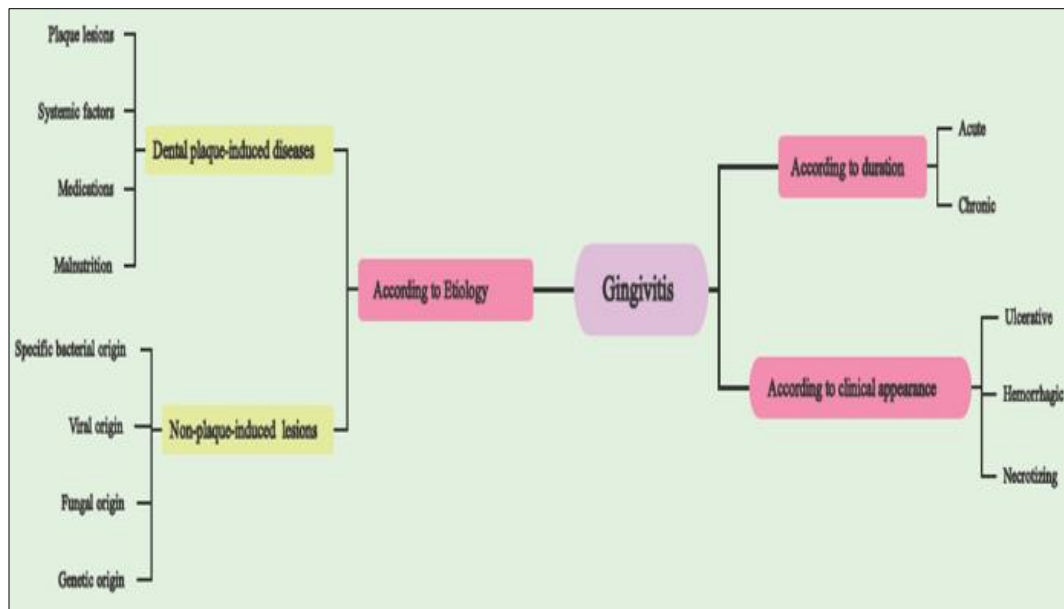 Plaque lesions
Systemic factors
Dental plaque-induced diseases
Medications
Malnutrition
According to Etiology
Specific bacterial origin
Viral origin
Non-plaque-induced lesions
Fungal origin
Genetic origin
Gingivitis
According to duration
Acute
Chronic
According to clinical appearance
Ulcerative
Hemorrhagic
Necrotizing